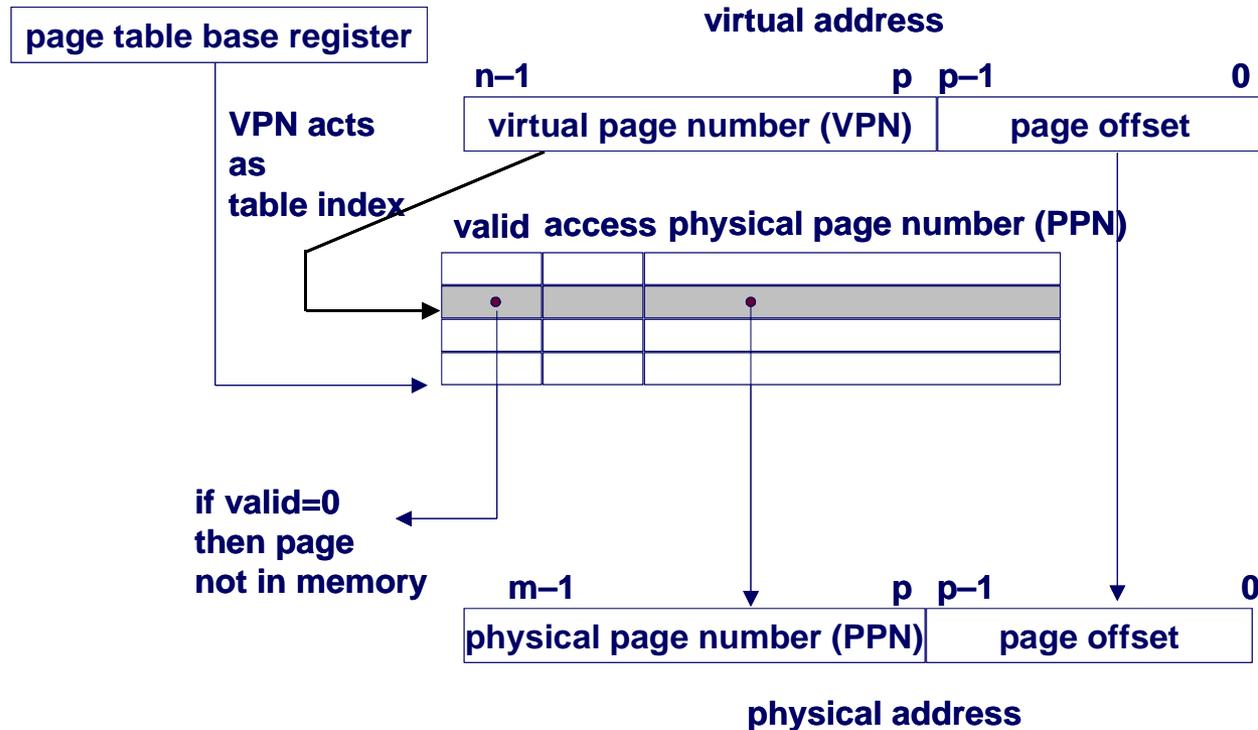 virtual address
page table base register
n–1 p p–1 0
VPN acts
as
table index
virtual page number (VPN) page offset
valid access physical page number (PPN)
if valid=0
then page
not in memory
m–1 p p–1 0
physical page number (PPN) page offset
physical address